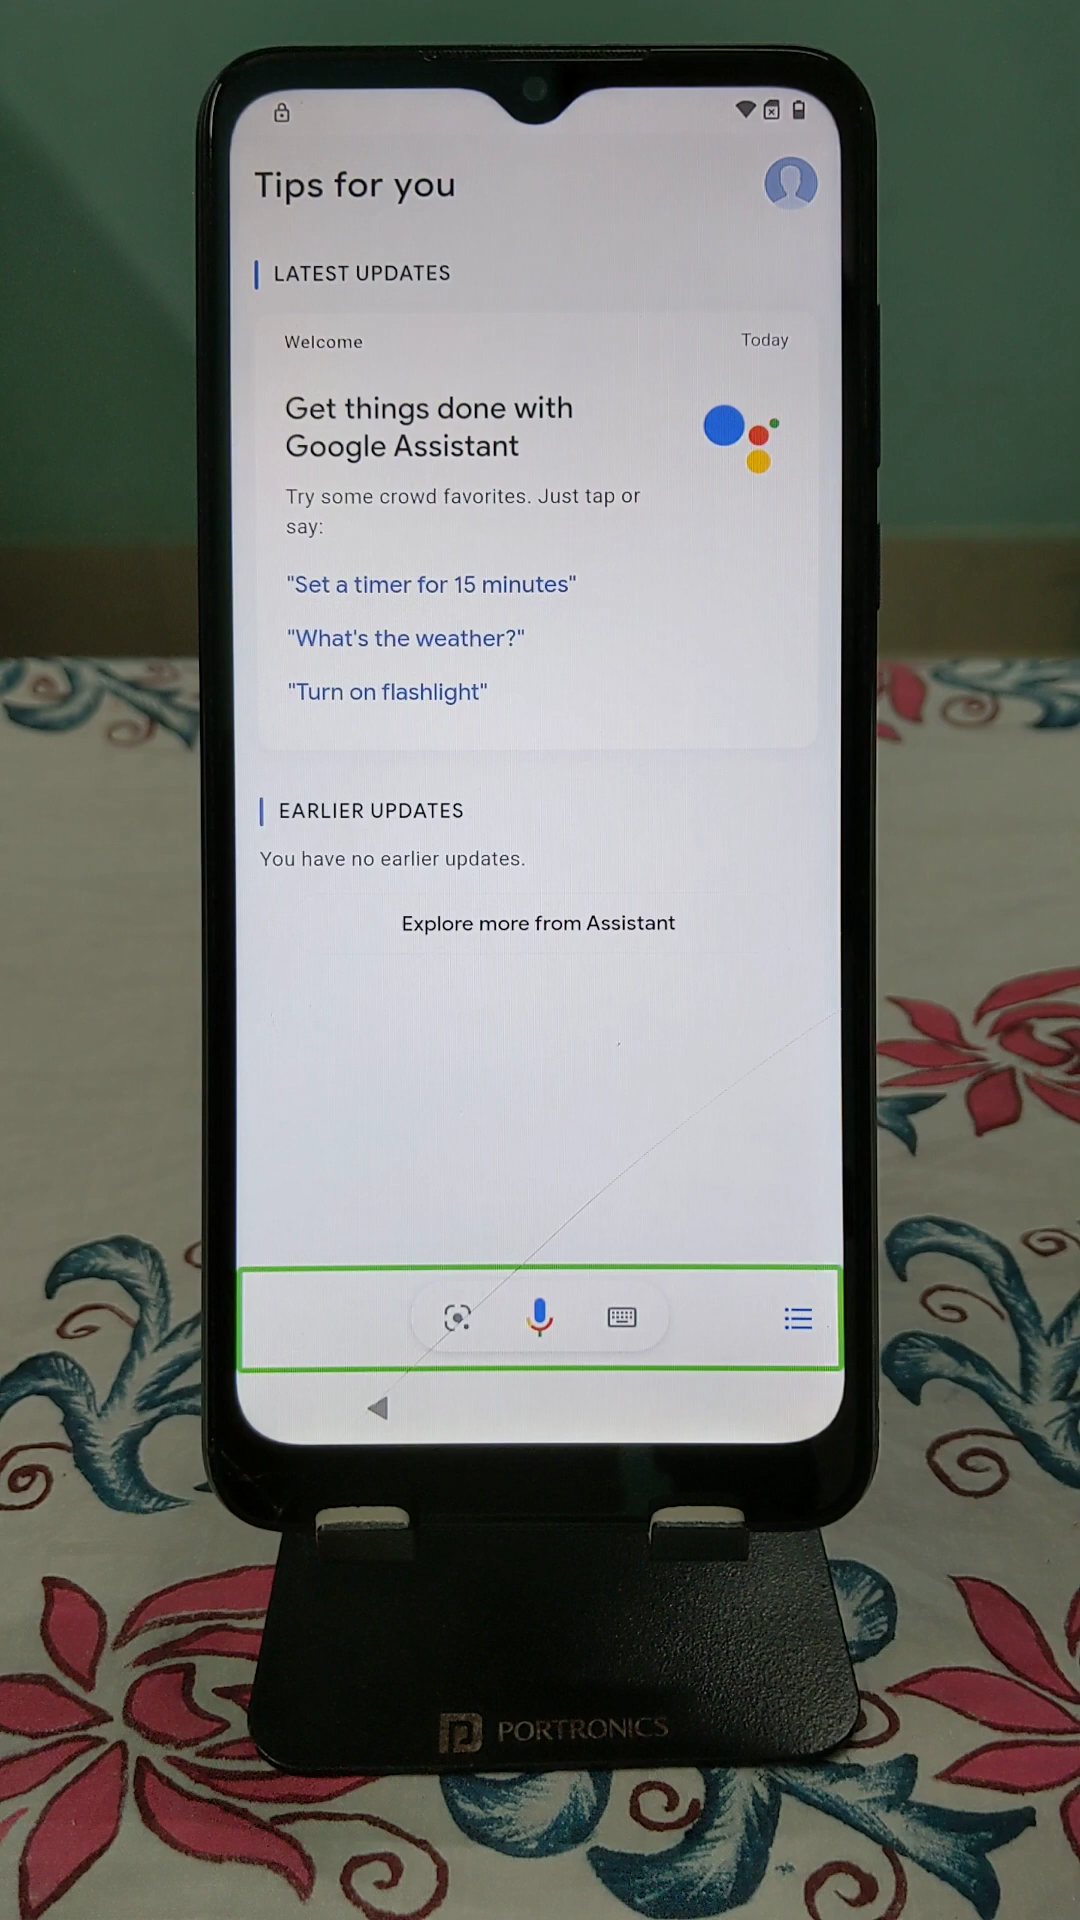 Tips for you
LATEST UPDATES
Welcome
Today
Get things done with
Google Assistant
Try some crowd favorites. Just tap or
say:
"Set a timer for 15 minutes"
"What's the weather?"
"Turn on flashlight"
EARLIER UPDATES
You have no earlier updates.
Explore more from Assistant
PORTRONICS